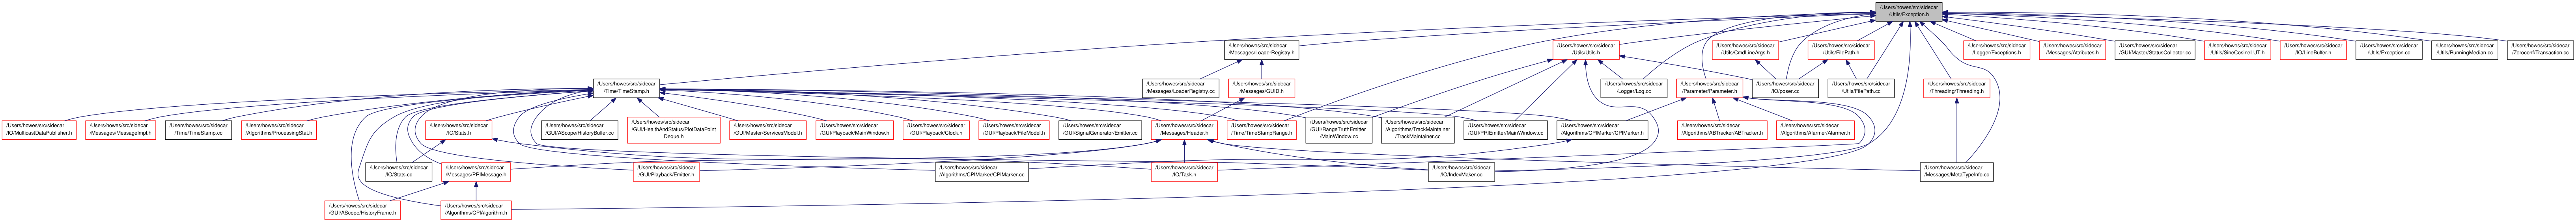 /Users/howes/src/sidecar
/Utils/Exception.h
/Users/howes/src/sidecar
/Messages/LoaderRegistry.h
/Users/howes/src/sidecar
/Utils/Utils.h
/Users/howes/src/sidecar
/Utils/CmdLineArgs.h
/Users/howes/src/sidecar
/Utils/FilePath.h
/Users/howes/src/sidecar
/Logger/Exceptions.h
/Users/howes/src/sidecar
/Messages/Attributes.h
/Users/howes/src/sidecar
/GUI/Master/StatusCollector.cc
/Users/howes/src/sidecar
/Utils/SineCosineLUT.h
/Users/howes/src/sidecar
/IO/LineBuffer.h
/Users/howes/src/sidecar
/Utils/Exception.cc
/Users/howes/src/sidecar
/Utils/RunningMedian.cc
/Users/howes/src/sidecar
/Zeroconf/Transaction.cc
/Users/howes/src/sidecar
/Time/TimeStamp.h
/Users/howes/src/sidecar
/Messages/LoaderRegistry.cc
/Users/howes/src/sidecar
/Messages/GUID.h
/Users/howes/src/sidecar
/Logger/Log.cc
/Users/howes/src/sidecar
/Parameter/Parameter.h
/Users/howes/src/sidecar
/IO/poser.cc
/Users/howes/src/sidecar
/Utils/FilePath.cc
/Users/howes/src/sidecar
/Threading/Threading.h
/Users/howes/src/sidecar
/IO/MulticastDataPublisher.h
/Users/howes/src/sidecar
/Messages/MessageImpl.h
/Users/howes/src/sidecar
/Time/TimeStamp.cc
/Users/howes/src/sidecar
/Algorithms/ProcessingStat.h
/Users/howes/src/sidecar
/IO/Stats.h
/Users/howes/src/sidecar
/GUI/AScope/HistoryBuffer.cc
/Users/howes/src/sidecar
/GUI/HealthAndStatus/PlotDataPoint
Deque.h
/Users/howes/src/sidecar
/GUI/Master/ServicesModel.h
/Users/howes/src/sidecar
/GUI/Playback/MainWindow.h
/Users/howes/src/sidecar
/GUI/Playback/Clock.h
/Users/howes/src/sidecar
/GUI/Playback/FileModel.h
/Users/howes/src/sidecar
/GUI/SignalGenerator/Emitter.cc
/Users/howes/src/sidecar
/Messages/Header.h
/Users/howes/src/sidecar
/Time/TimeStampRange.h
/Users/howes/src/sidecar
/GUI/RangeTruthEmitter
/MainWindow.cc
/Users/howes/src/sidecar
/Algorithms/TrackMaintainer
/TrackMaintainer.cc
/Users/howes/src/sidecar
/GUI/PRIEmitter/MainWindow.cc
/Users/howes/src/sidecar
/Algorithms/CPIMarker/CPIMarker.h
/Users/howes/src/sidecar
/Algorithms/ABTracker/ABTracker.h
/Users/howes/src/sidecar
/Algorithms/Alarmer/Alarmer.h
/Users/howes/src/sidecar
/IO/Stats.cc
/Users/howes/src/sidecar
/Messages/PRIMessage.h
/Users/howes/src/sidecar
/GUI/Playback/Emitter.h
/Users/howes/src/sidecar
/Algorithms/CPIMarker/CPIMarker.cc
/Users/howes/src/sidecar
/IO/Task.h
/Users/howes/src/sidecar
/IO/IndexMaker.cc
/Users/howes/src/sidecar
/Messages/MetaTypeInfo.cc
/Users/howes/src/sidecar
/GUI/AScope/HistoryFrame.h
/Users/howes/src/sidecar
/Algorithms/CPIAlgorithm.h